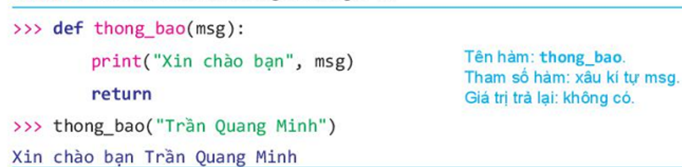 >>> def thong_bao(msg):
print("Xin chào bạn", msg)
return
>>> thong_bao("Trần Quang Minh")
Xin chào bạn Trần Quang Minh
Tên hàm: thong_bao.
Tham số hàm: xâu kí tự msg.
Giá trị trả lại: không có.